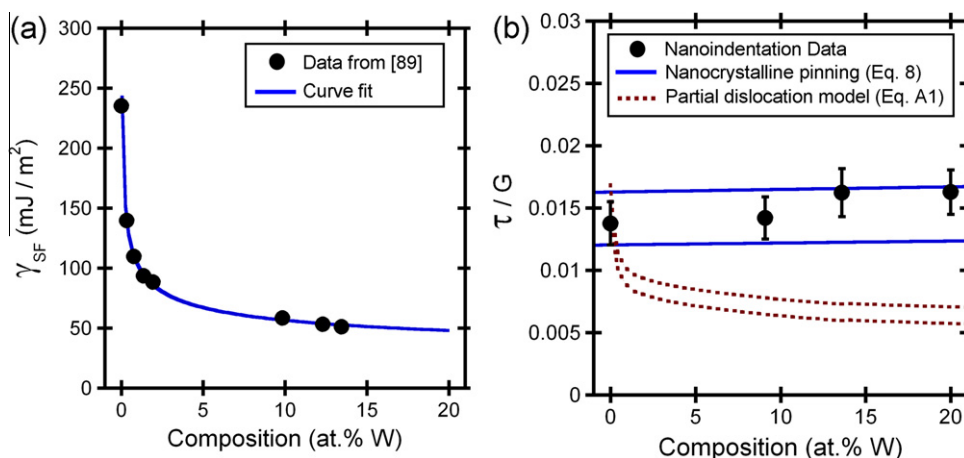 (a)
300
250
200
150
100
50
0
γSF (mJ / m²)
Data from [89]
Curve fit
0 5 10 15 20
Composition (at.% W)
(b)
0.03
0.025
0.02
0.015
0.01
0.005
0
τ / G
Nanoindentation Data
Nanocrystalline pinning (Eq. 8)
Partial dislocation model (Eq. A1)
0 5 10 15 20
Composition (at.% W)